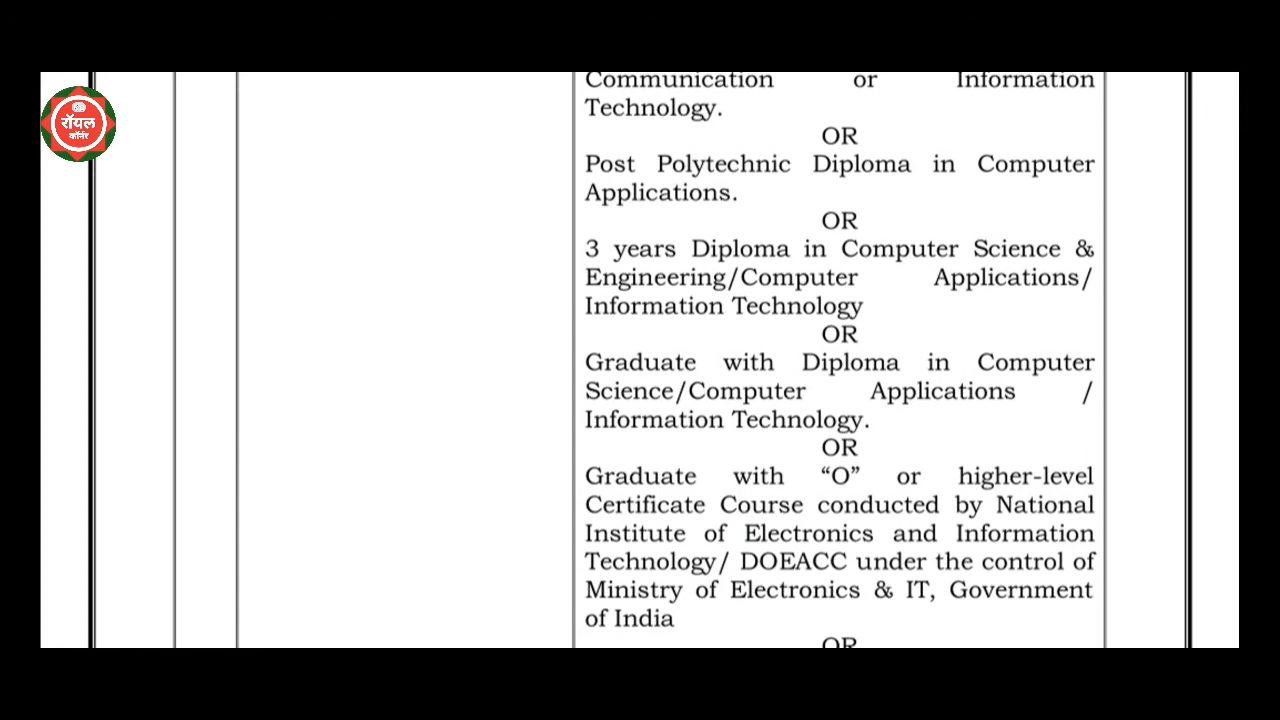 रॉयल
कॉर्नर
Communication or Information
Technology.
OR
Post Polytechnic Diploma in Computer
Applications.
OR
3 years Diploma in Computer Science &
Engineering/Computer Applications/
Information Technology
OR
Graduate with Diploma in Computer
Science/Computer Applications /
Information Technology.
OR
Graduate with “O” or higher-level
Certificate Course conducted by National
Institute of Electronics and Information
Technology/ DOEACC under the control of
Ministry of Electronics & IT, Government
of India
OR